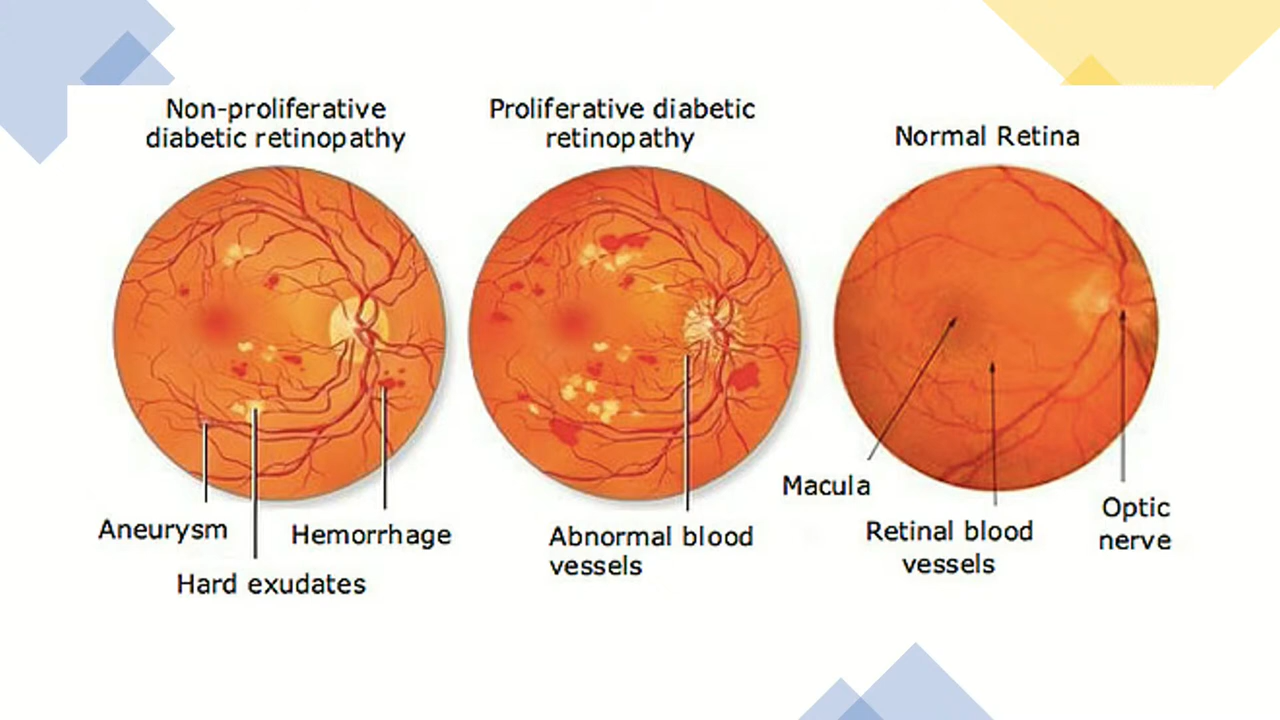 Non-proliferative
diabetic retinopathy
Proliferative diabetic
retinopathy
Normal Retina
Aneurysm
Hemorrhage
Hard exudates
Abnormal blood
vessels
Macula
Retinal blood
vessels
Optic
nerve